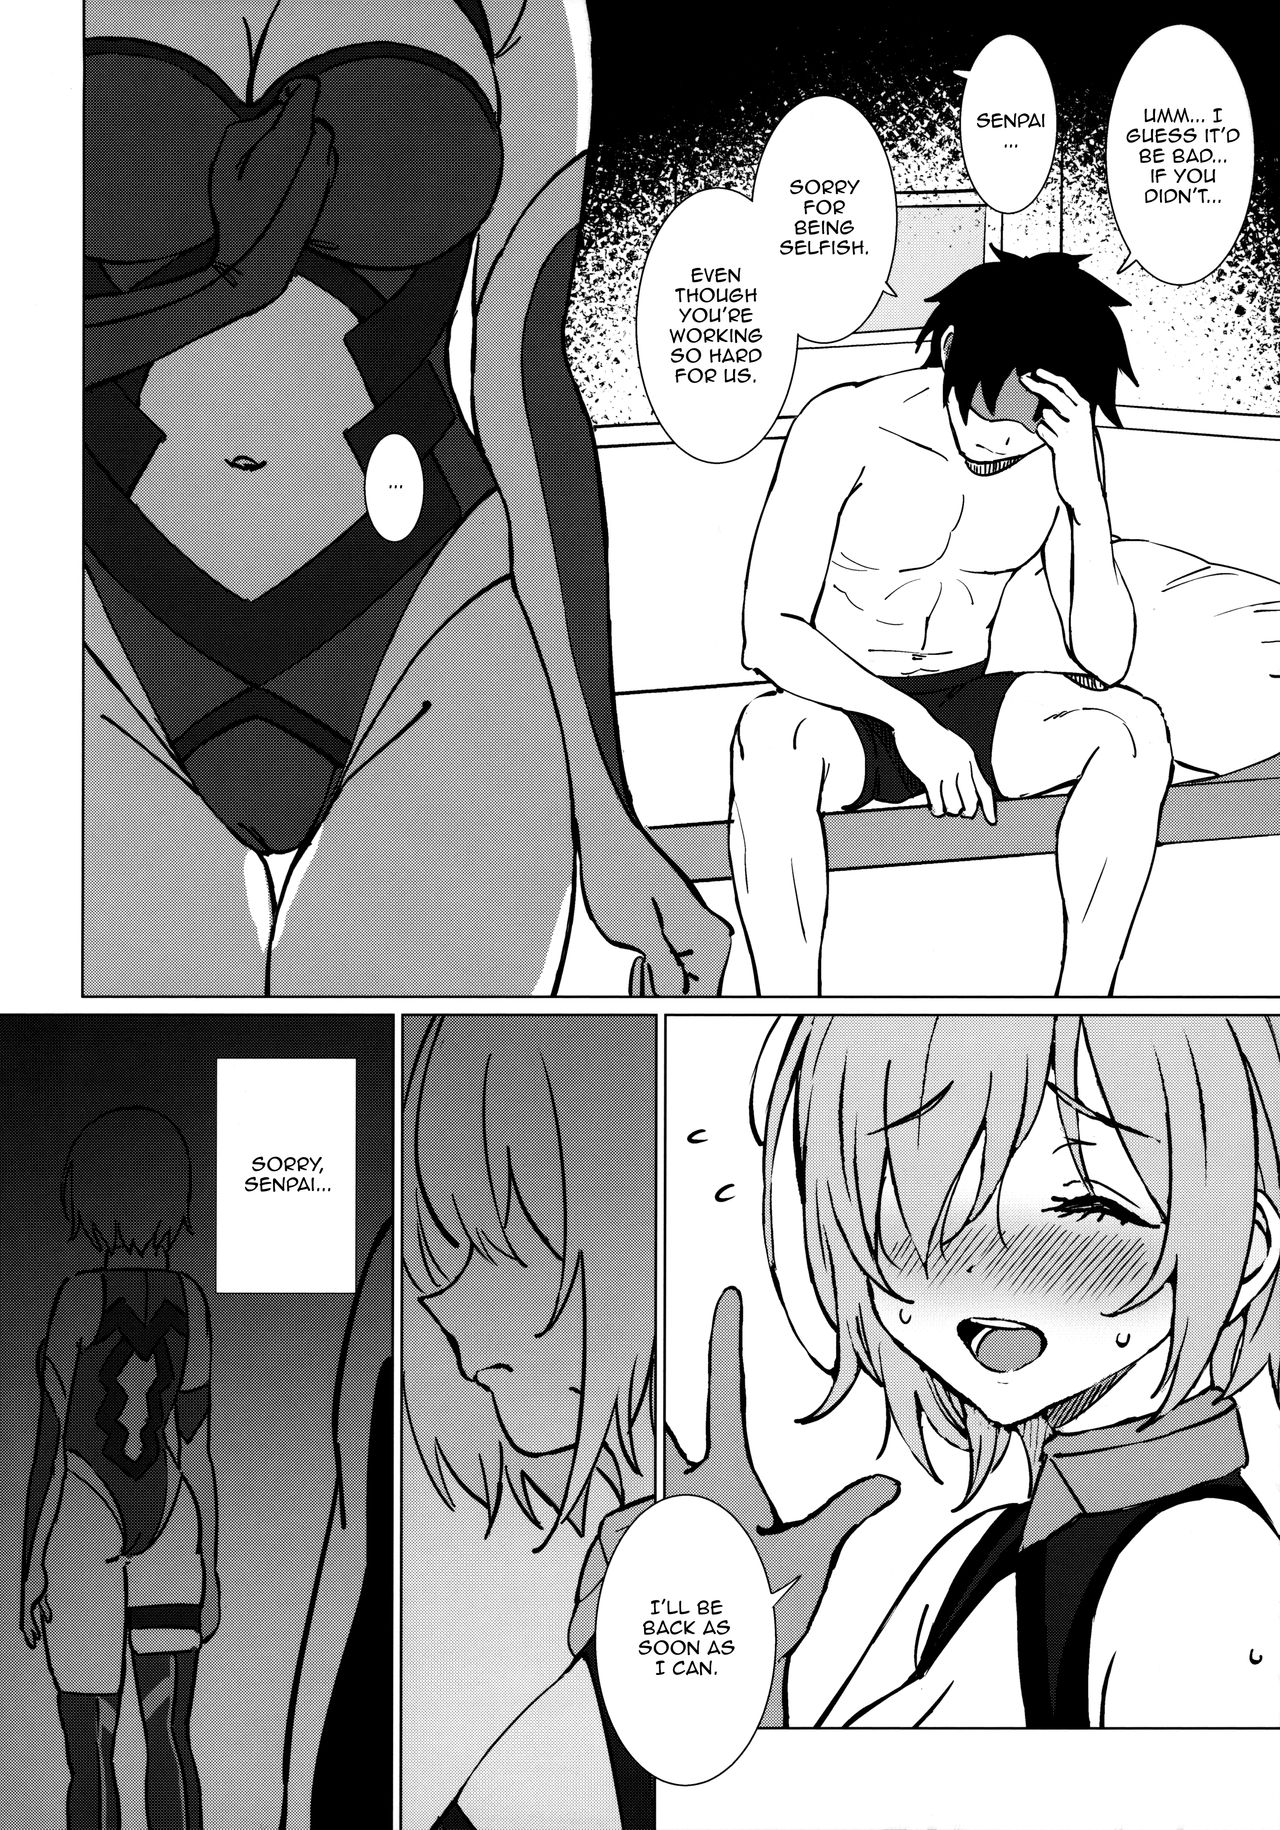 UMM... I
GUESS IT'D
BE BAD...
IF YOU
DIDN'T...
SENPAI
...
SORRY
FOR
BEING
SELFISH.
EVEN
THOUGH
YOU'RE
WORKING
SO HARD
FOR US.
...
I'LL BE
BACK AS
SOON AS
I CAN.
SORRY,
SENPAI...